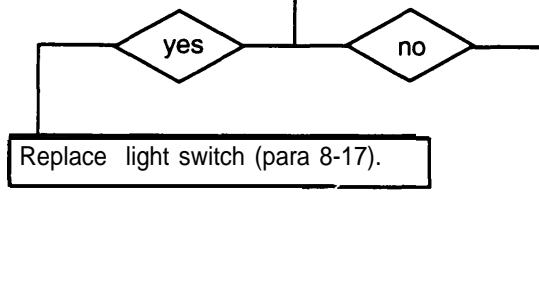 yes
no
Replace light switch (para 8-17).